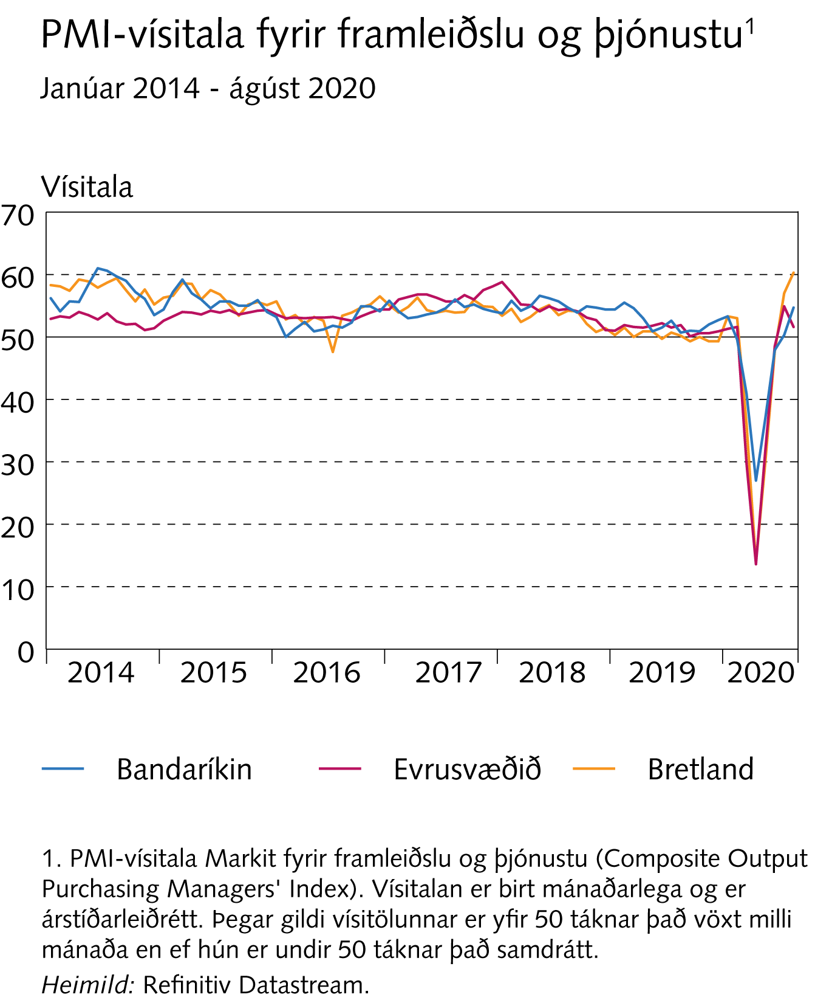 PMI-vísitala fyrir framleiðslu og þjónustu¹
Janúar 2014 - ágúst 2020
Vísitala
70
60
50
40
30
20
10
0
2014 2015 2016 2017 2018 2019 2020
Bandaríkin Evrusvæðið Bretland
1. PMI-vísitala Markit fyrir framleiðslu og þjónustu (Composite Output
Purchasing Managers' Index). Vísitalan er birt mánaðarlega og er
árstíðarleiðrétt. Þegar gildi vísitölunnar er yfir 50 táknar það vöxt milli
mánaða en ef hún er undir 50 táknar það samdrátt.
Heimild: Refinitiv Datastream.